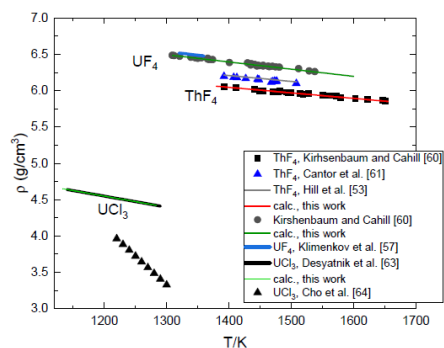 7.0
6.5
6.0
5.5
5.0
4.5
4.0
3.5
3.0
ρ (g/cm³)
UF₄
ThF₄
UCl₃
ThF₄, Kirhsenbaum and Cahill [60]
ThF₄, Cantor et al. [61]
ThF₄, Hill et al. [53]
calc., this work
Kirshenbaum and Cahill [60]
calc., this work
UF₄, Klimenkov et al. [57]
UCl₃, Desyatnik et al. [63]
calc., this work
UCl₃, Cho et al. [64]
1200 1300 1400 1500 1600 1700
T/K